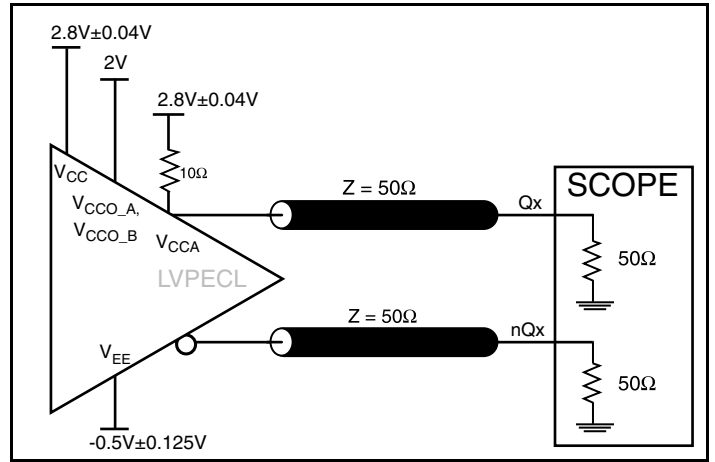 2.8V±0.04V
2V
2.8V±0.04V
10Ω
VCC
VCCO_A,
VCCO_B
VCCA
LVPECL
VEE
-0.5V±0.125V
Z = 50Ω
Qx
SCOPE
50Ω
Z = 50Ω
nQx
50Ω